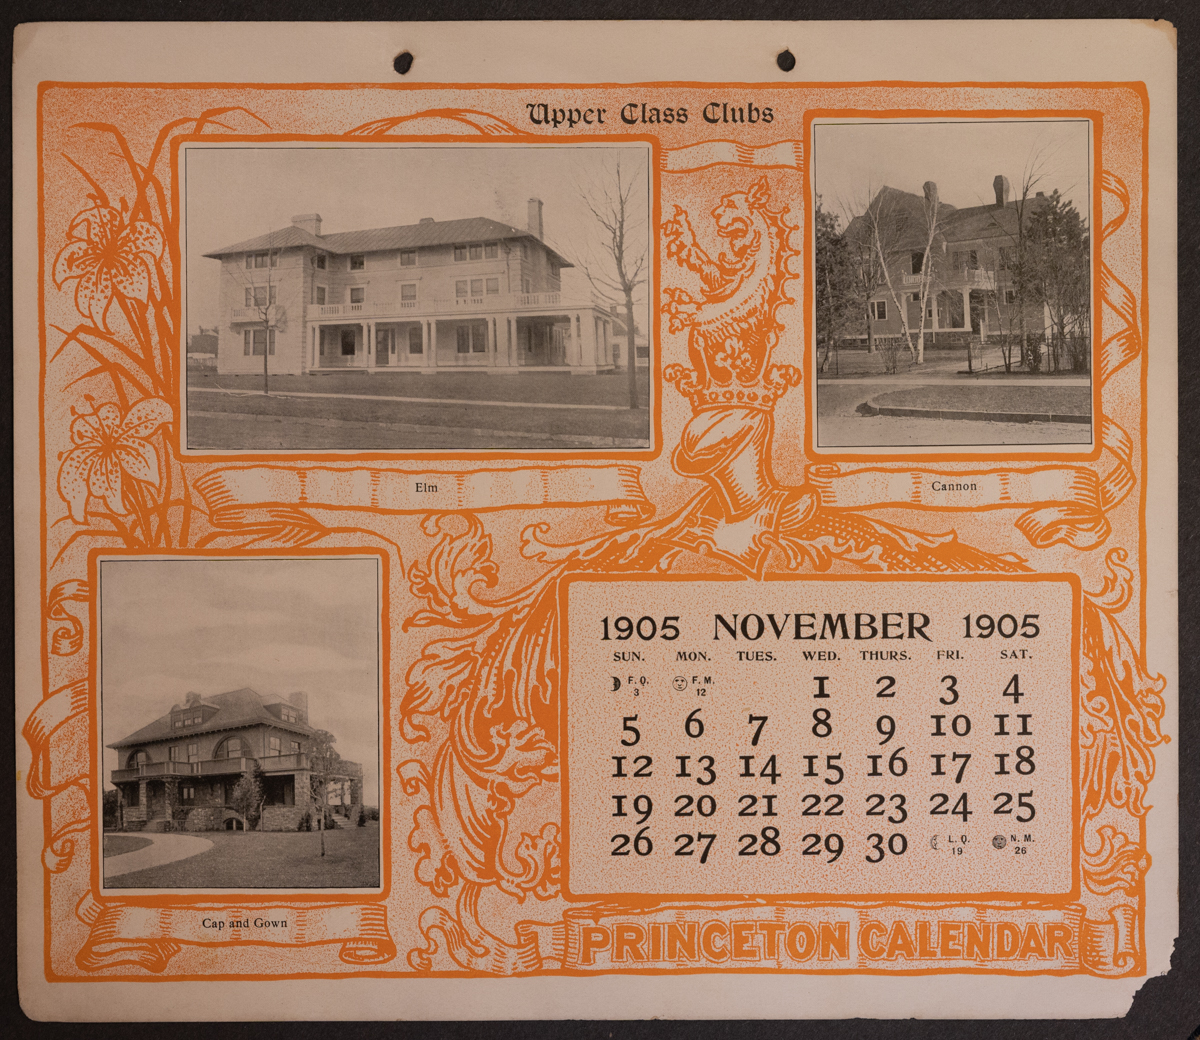 Upper Class Clubs
Elm
Cannon
Cap and Gown
1905 NOVEMBER 1905
SUN. MON. TUES. WED. THURS. FRI. SAT.
F. Q. 3 F. M. 12 1 2 3 4
5 6 7 8 9 10 11
12 13 14 15 16 17 18
19 20 21 22 23 24 25
26 27 28 29 30 L. Q. 19 N. M. 26
PRINCETON CALENDAR